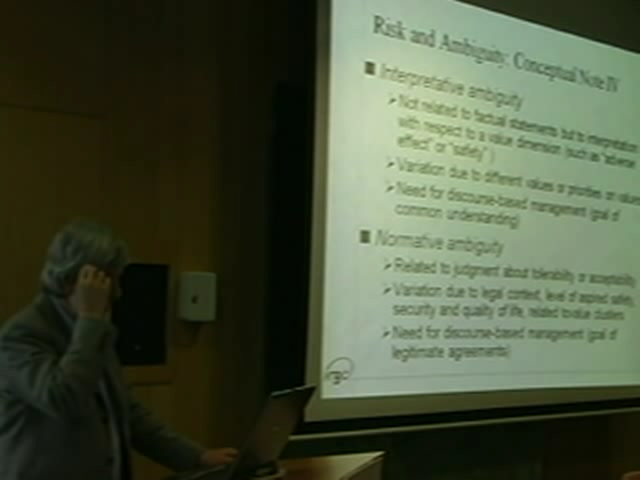 Risk and Ambiguity: Conceptual Note IV
Interpretative ambiguity
Not related to factual statements but to interpretation
with respect to a value dimension (such as "adverse
effect" or "safety")
Variation due to different values or priorities on values
Need for discourse-based management (goal of
common understanding)
Normative ambiguity
Related to judgment about tolerability or acceptability
Variation due to legal context, level of aspired safety,
security and quality of life, related to value clusters
Need for discourse-based management (goal of
legitimate agreements)
irgc